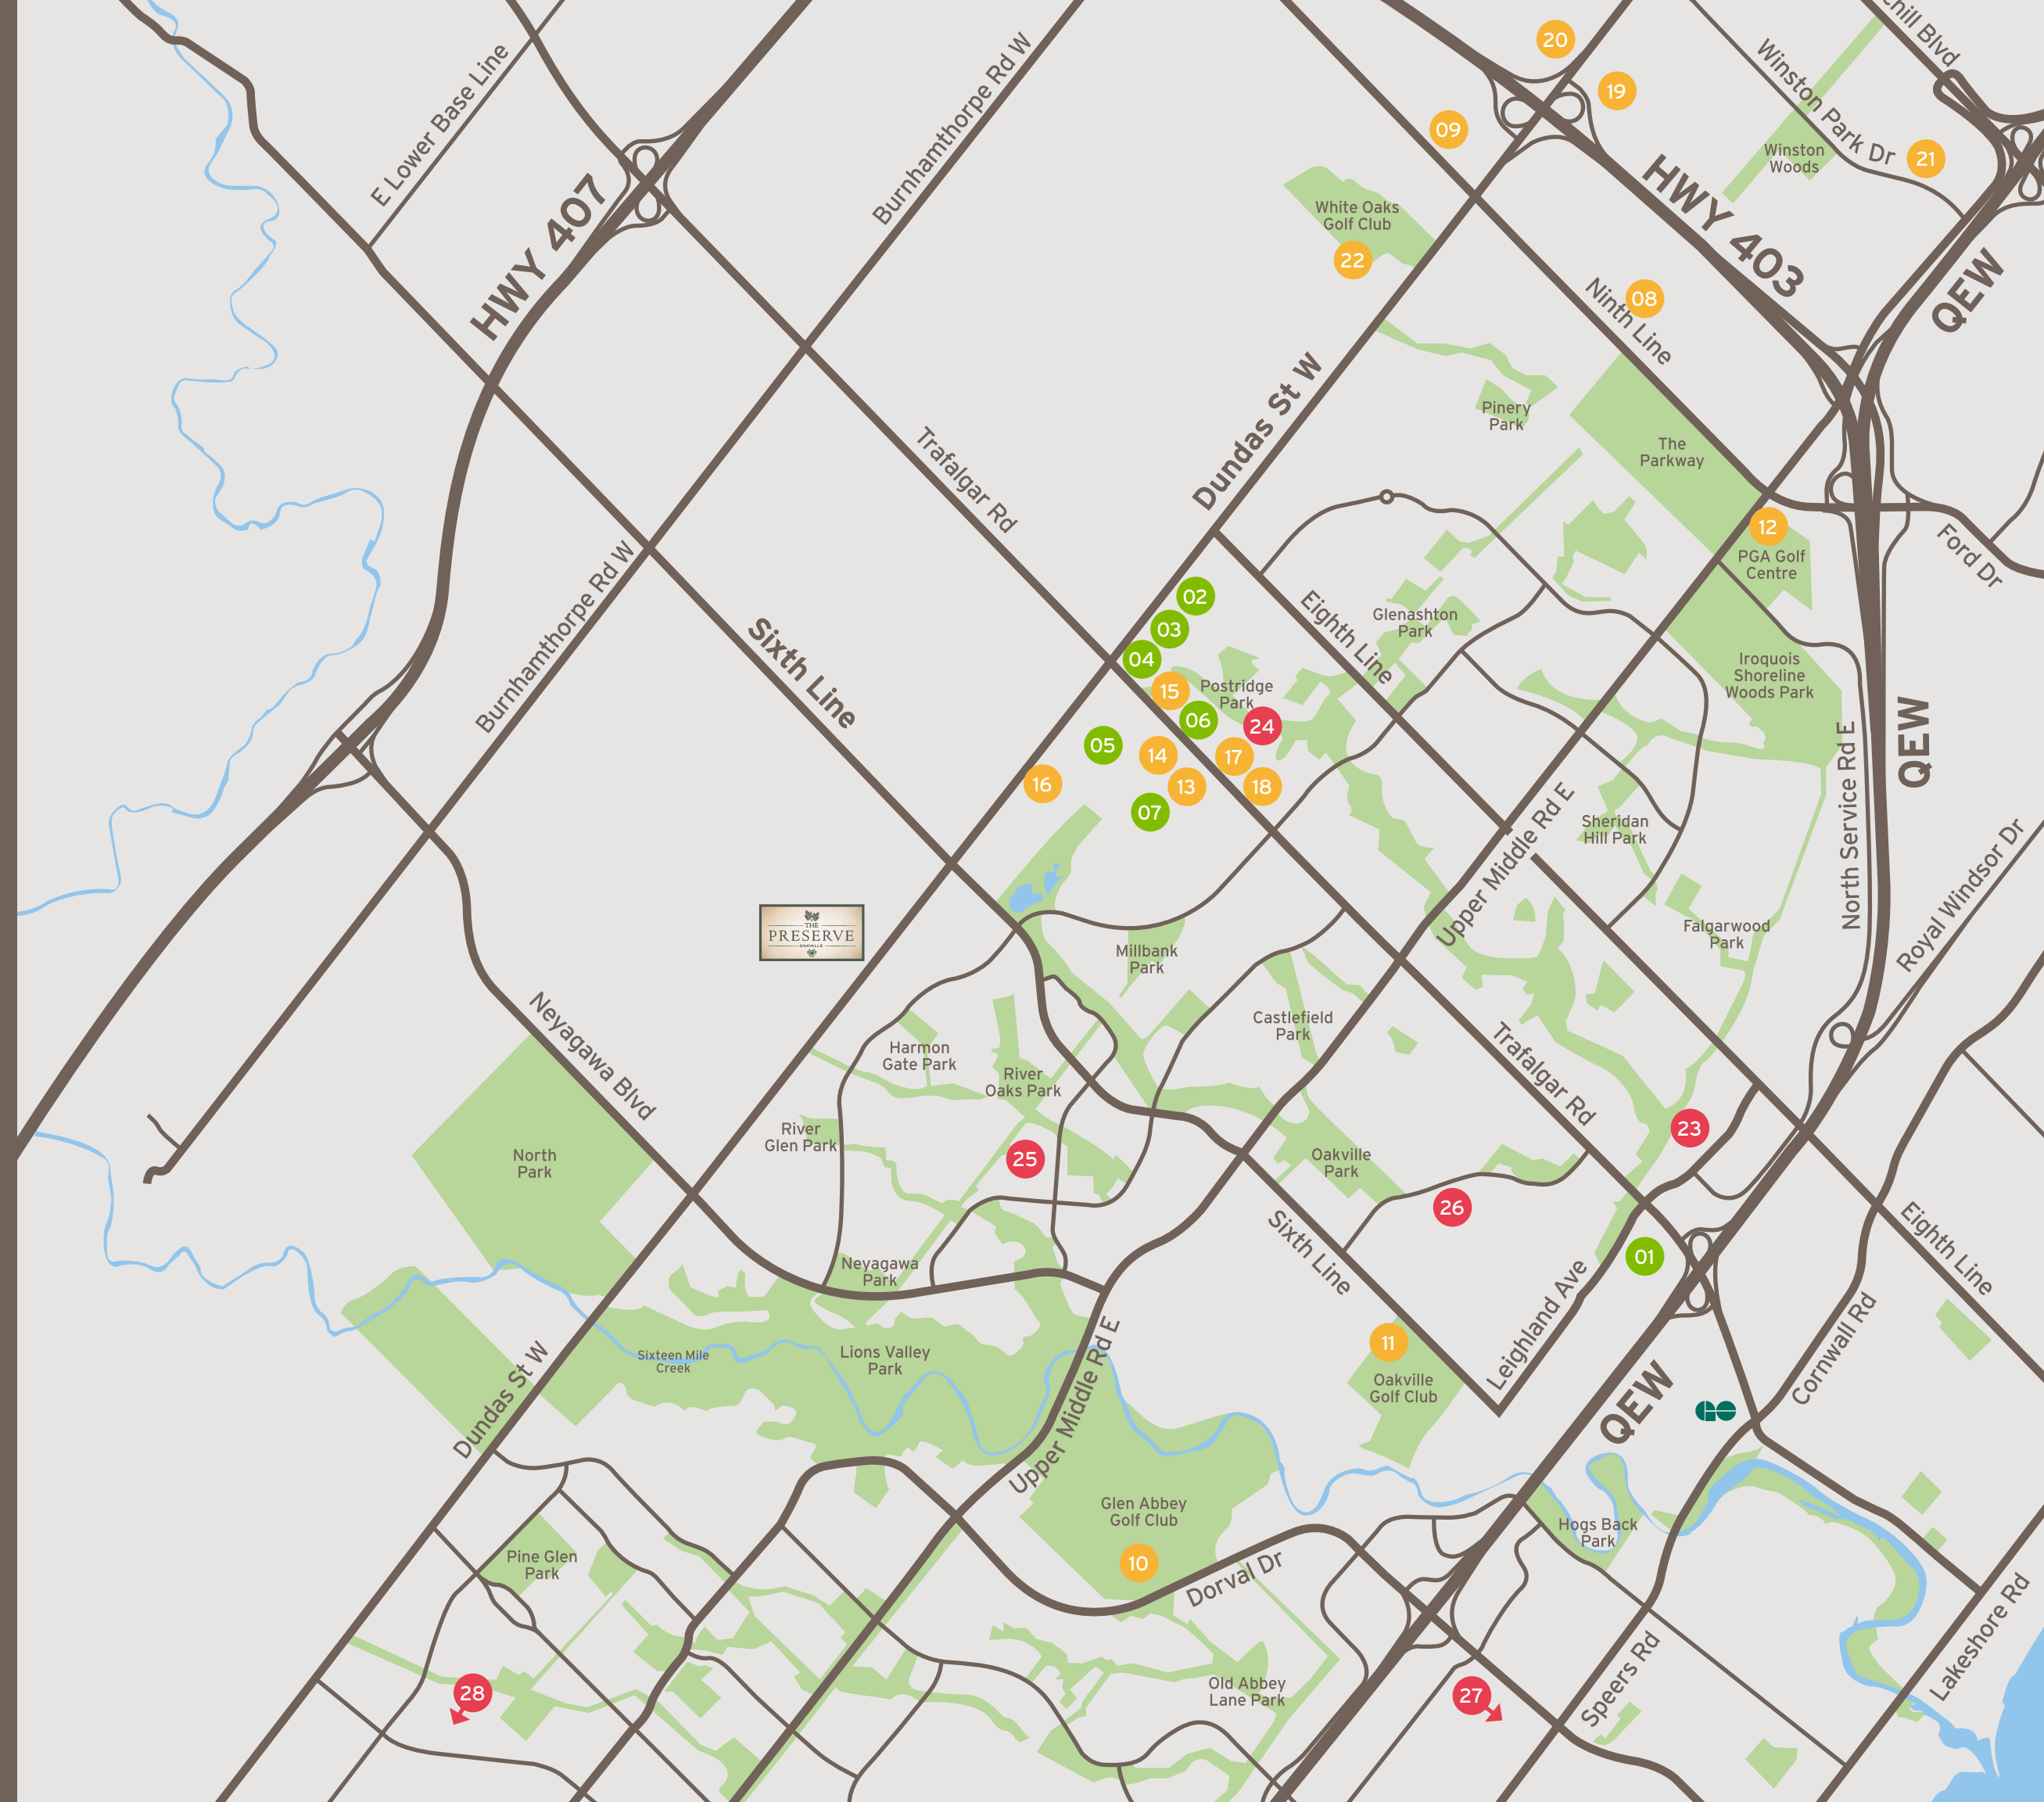 chill Blvd
20
Winston Park Dr
19
09
Winston
Woods
21
E Lower Base Line
Burnhamthorpe Rd W
HWY 407
HWY 403
White Oaks
Golf Club
22
QEW
08
Ninth Line
Dundas St W
Pinery
Park
The
Parkway
Trafalgar Rd
12
PGA Golf
Centre
Ford Dr
Burnhamthorpe Rd W
02
03
04
Eighth Line
Glenashton
Park
Sixth Line
15
Postridge
Park
Iroquois
Shoreline
Woods Park
06
24
05
14
17
16
13
18
07
QEW
North Service Rd E
Upper Middle Rd E
Sheridan
Hill Park
Royal Windsor Dr
THE
PRESERVE
OAKVILLE
Millbank
Park
Falgarwood
Park
Neyagawa Blvd
Castlefield
Park
Harmon
Gate Park
River
Oaks Park
Trafalgar Rd
River
Glen Park
23
North
Park
25
Oakville
Park
26
Sixth Line
01
Eighth Line
Neyagawa
Park
Leighland Ave
Cornwall Rd
11
Sixteen Mile
Creek
Lions Valley
Park
Oakville
Golf Club
Dundas St W
Upper Middle Rd E
QEW
GO
Glen Abbey
Golf Club
Hogs Back
Park
Pine Glen
Park
10
Dorval Dr
Lakeshore Rd
Speers Rd
28
Old Abbey
Lane Park
27